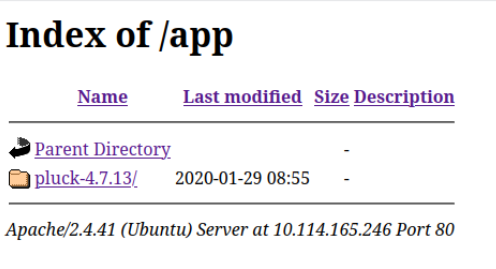 Index of /app
Name Last modified Size Description
Parent Directory -
pluck-4.7.13/ 2020-01-29 08:55 -
Apache/2.4.41 (Ubuntu) Server at 10.114.165.246 Port 80